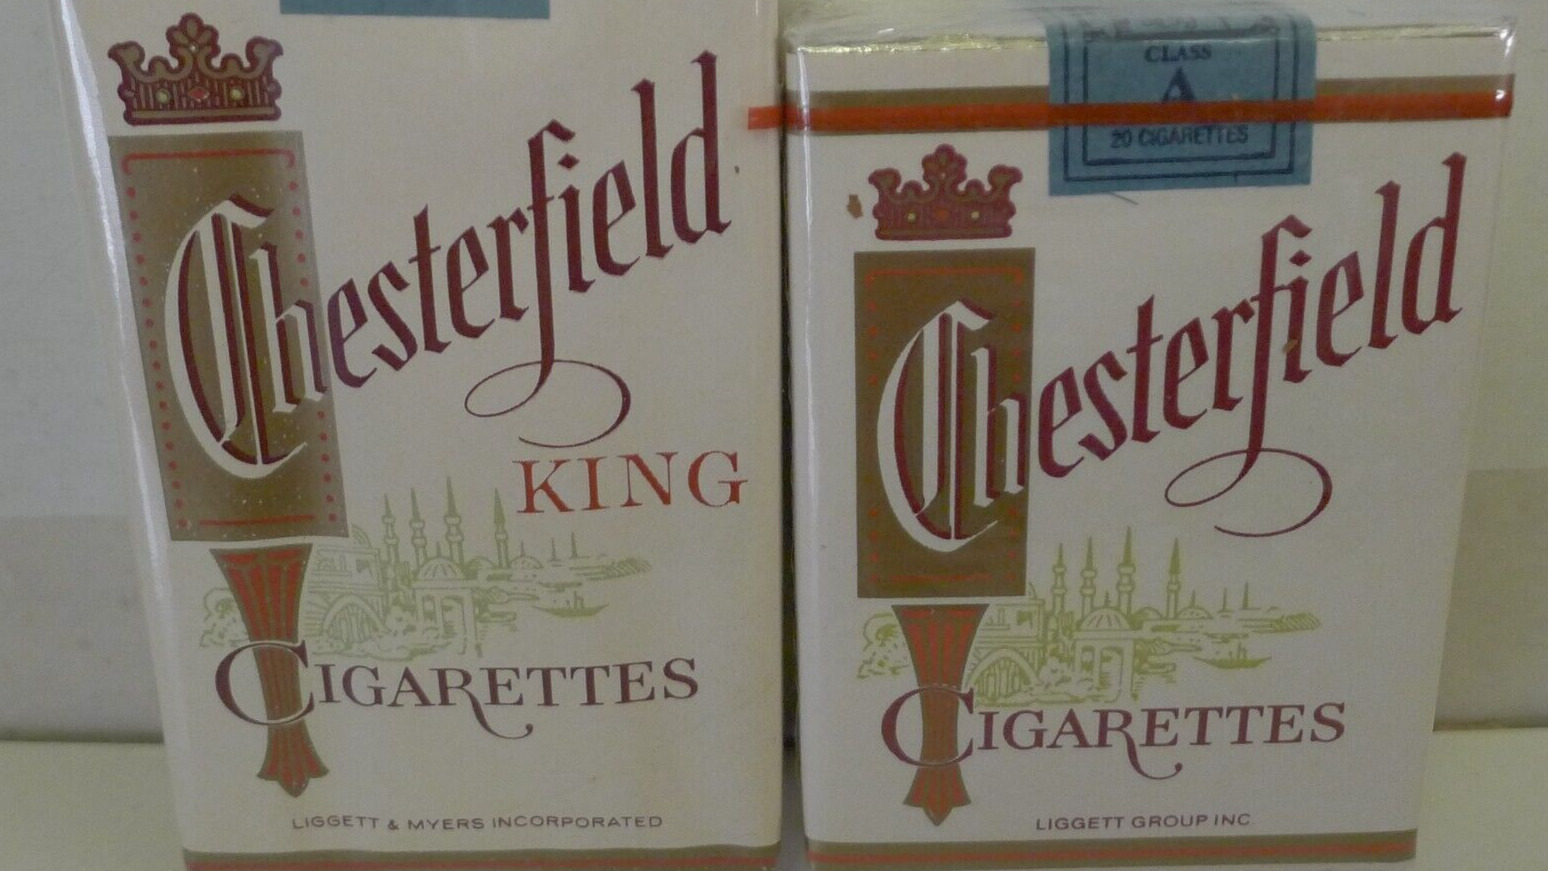 Chesterfield
KING
CIGARETTES
LIGGETT & MYERS INCORPORATED
CLASS
A
20 CIGARETTES
Chesterfield
CIGARETTES
LIGGETT GROUP INC